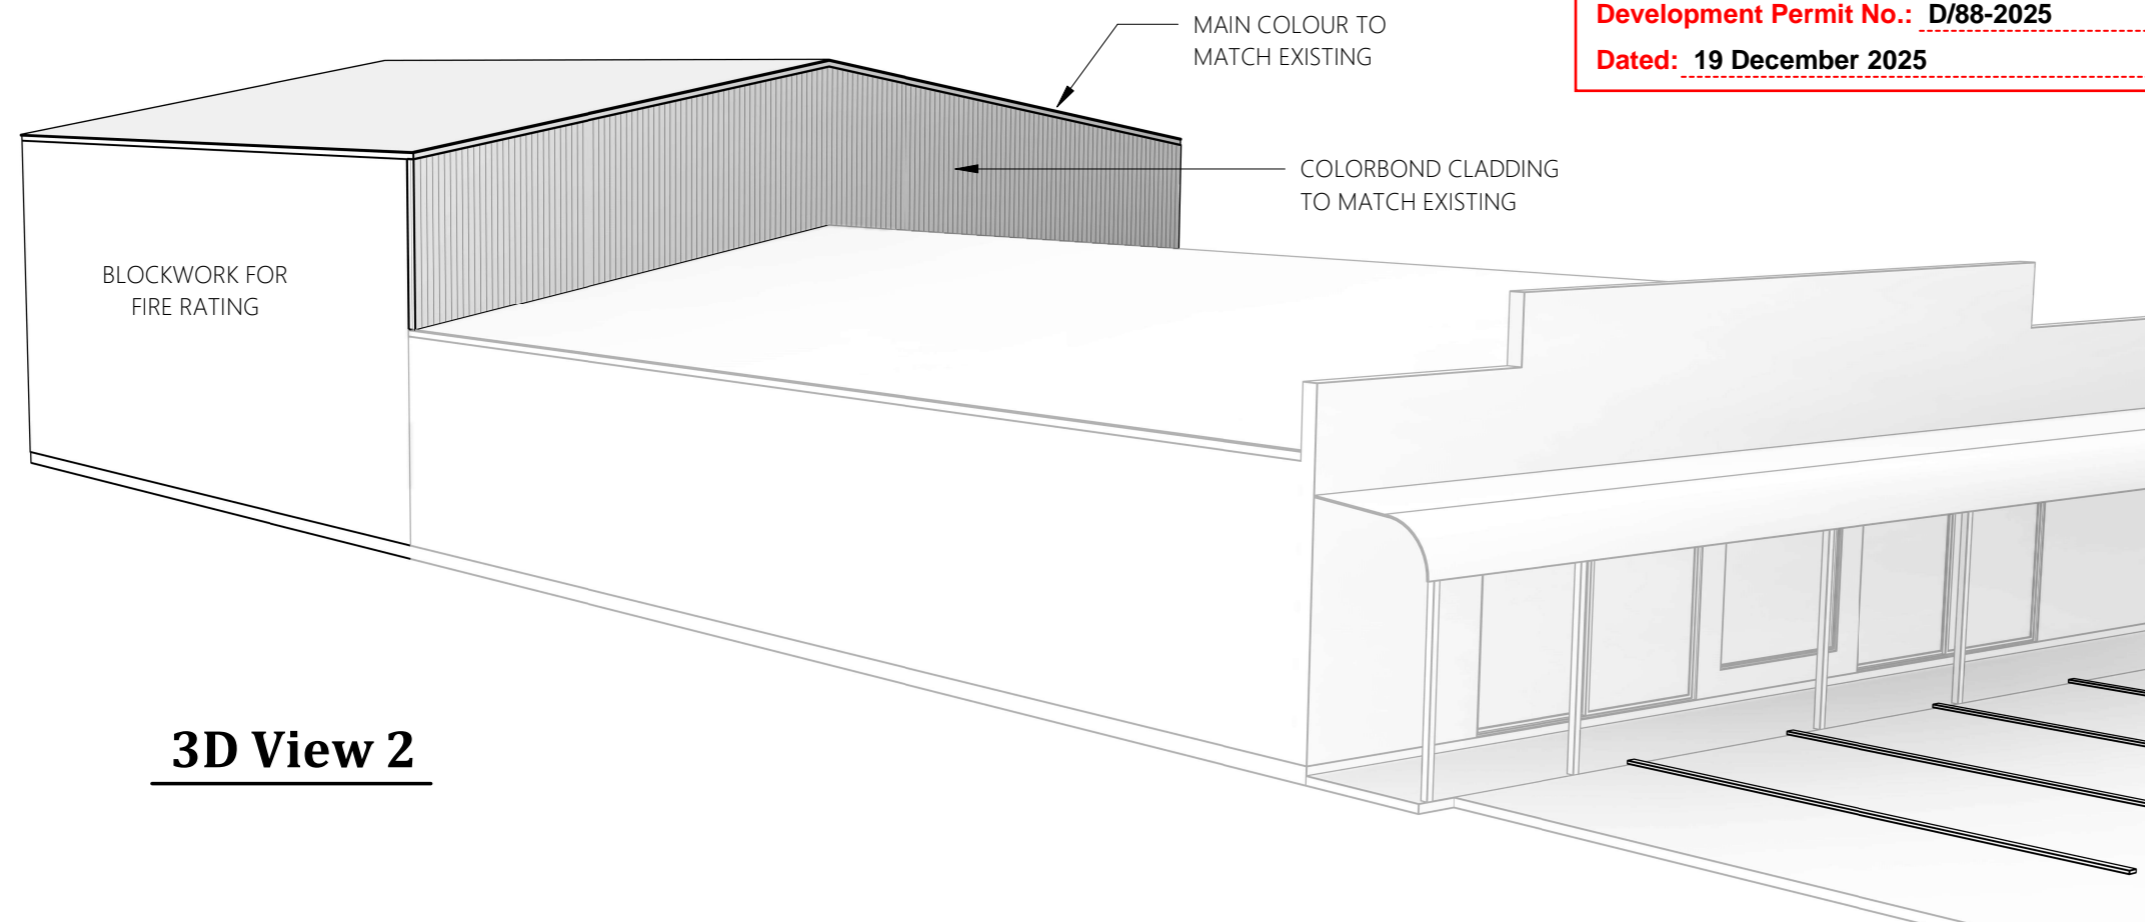 MAIN COLOUR TO
MATCH EXISTING
Development Permit No.: D/88-2025
Dated: 19 December 2025
COLORBOND CLADDING
TO MATCH EXISTING
BLOCKWORK FOR
FIRE RATING
3D View 2